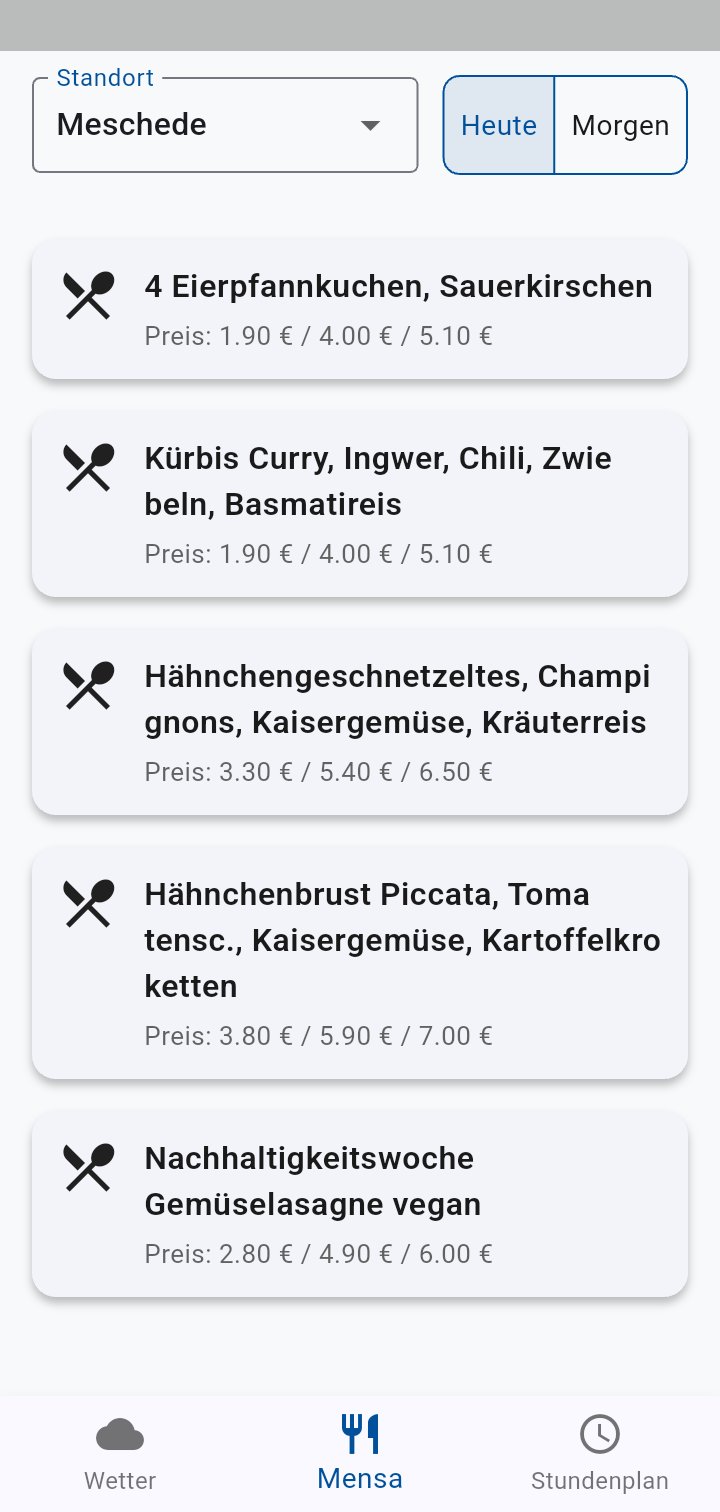 Standort
Meschede
Heute
Morgen
4 Eierpfannkuchen, Sauerkirschen
Preis: 1.90 € / 4.00 € / 5.10 €
Kürbis Curry, Ingwer, Chili, Zwie
beln, Basmatireis
Preis: 1.90 € / 4.00 € / 5.10 €
Hähnchengeschnetzeltes, Champi
gnons, Kaisergemüse, Kräuterreis
Preis: 3.30 € / 5.40 € / 6.50 €
Hähnchenbrust Piccata, Toma
tensc., Kaisergemüse, Kartoffelkro
ketten
Preis: 3.80 € / 5.90 € / 7.00 €
Nachhaltigkeitswoche
Gemüselasagne vegan
Preis: 2.80 € / 4.90 € / 6.00 €
Wetter
Mensa
Stundenplan